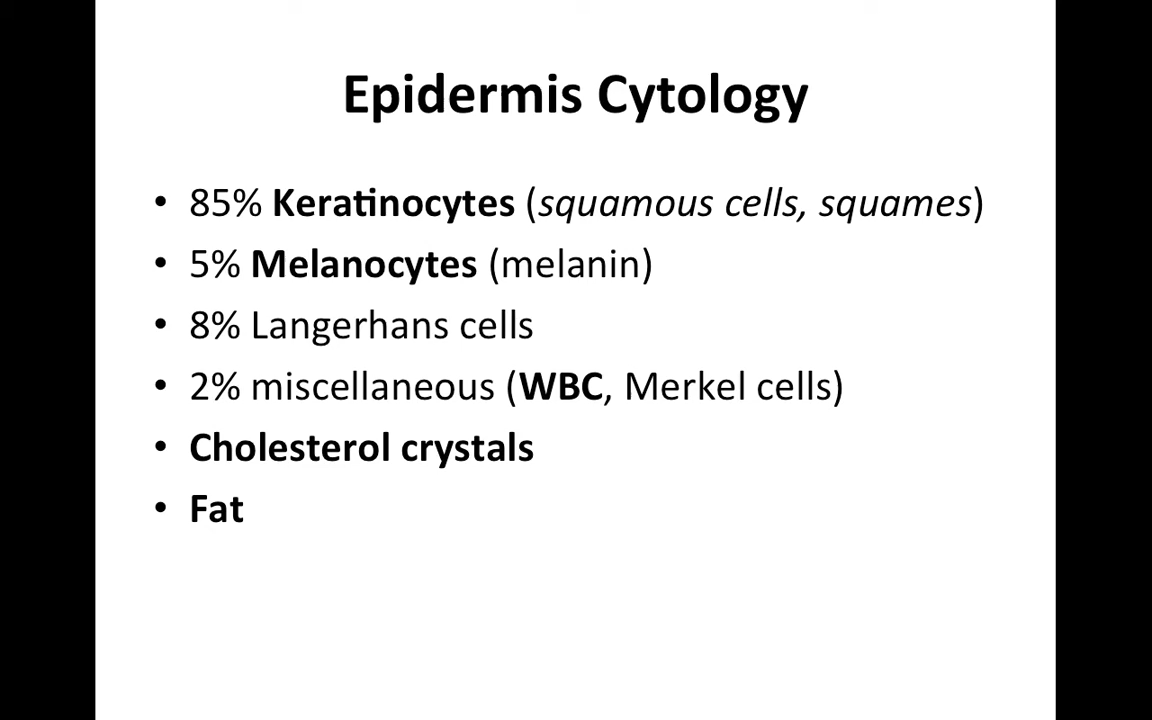 Epidermis Cytology
• 85% Keratinocytes (squamous cells, squames)
• 5% Melanocytes (melanin)
• 8% Langerhans cells
• 2% miscellaneous (WBC, Merkel cells)
• Cholesterol crystals
• Fat